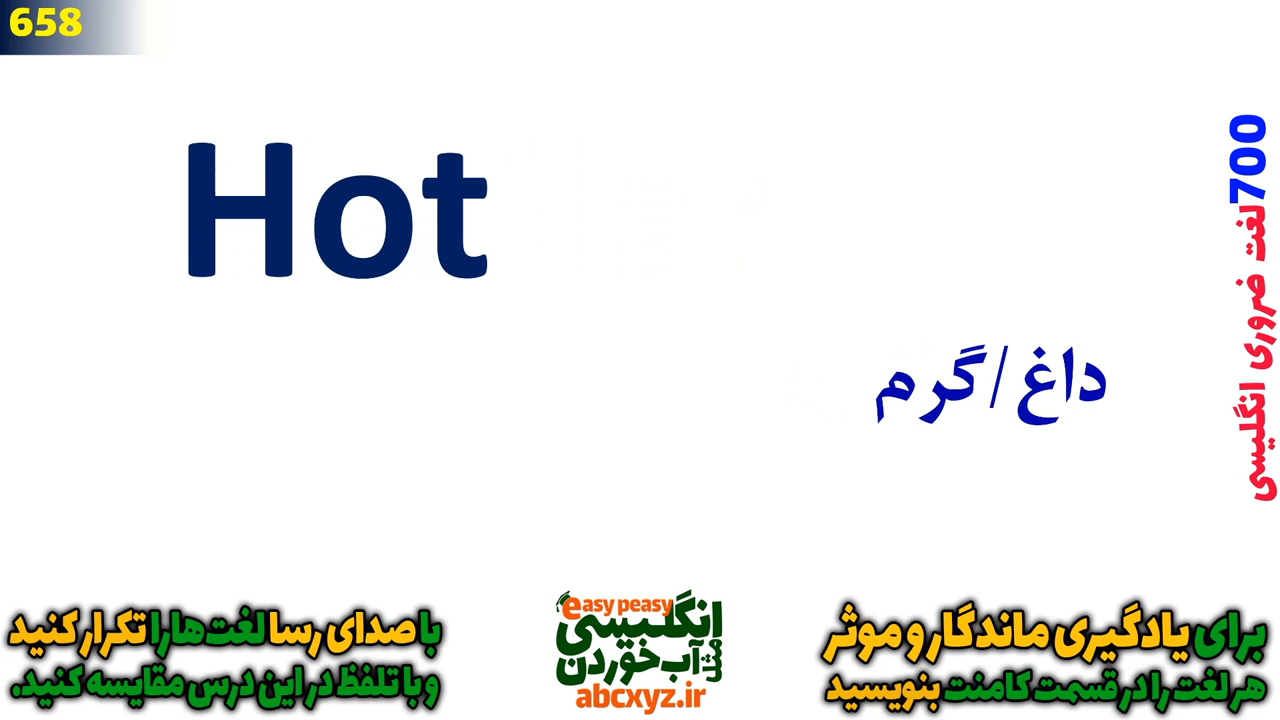 658
Hot
داغ/گرم
700 لغت ضروری انگلیسی
برای یادگیری ماندگار و موثر
هر لغت را در قسمت کامنت بنویسید
easy peasy
انگلیسی
مثل آب خوردن
abcxyz.ir
با صدای رسا لغت‌ها را تکرار کنید
و با تلفظ در این درس مقایسه کنید.